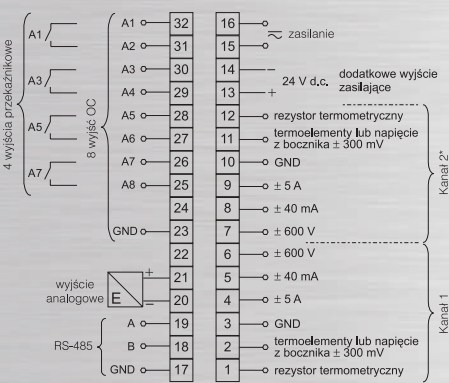 4 wyjścia przekaźnikowe
A1
A3
A5
A7
8 wyjść OC
A1 32
A2 31
A3 30
A4 29
A5 28
A6 27
A7 26
A8 25
24
GND 23
22
wyjście
analogowe
E
+ 21
− 20
RS-485
A 19
B 18
GND 17
16 zasilanie
15
14 −
13 +
24 V d.c.
dodatkowe wyjście
zasilające
12 rezystor termometryczny
11 termoelementy lub napięcie
z bocznika ± 300 mV
10 GND
9 ± 5 A
8 ± 40 mA
7 ± 600 V
Kanał 2*
6 ± 600 V
5 ± 40 mA
4 ± 5 A
3 GND
2 termoelementy lub napięcie
z bocznika ± 300 mV
1 rezystor termometryczny
Kanał 1